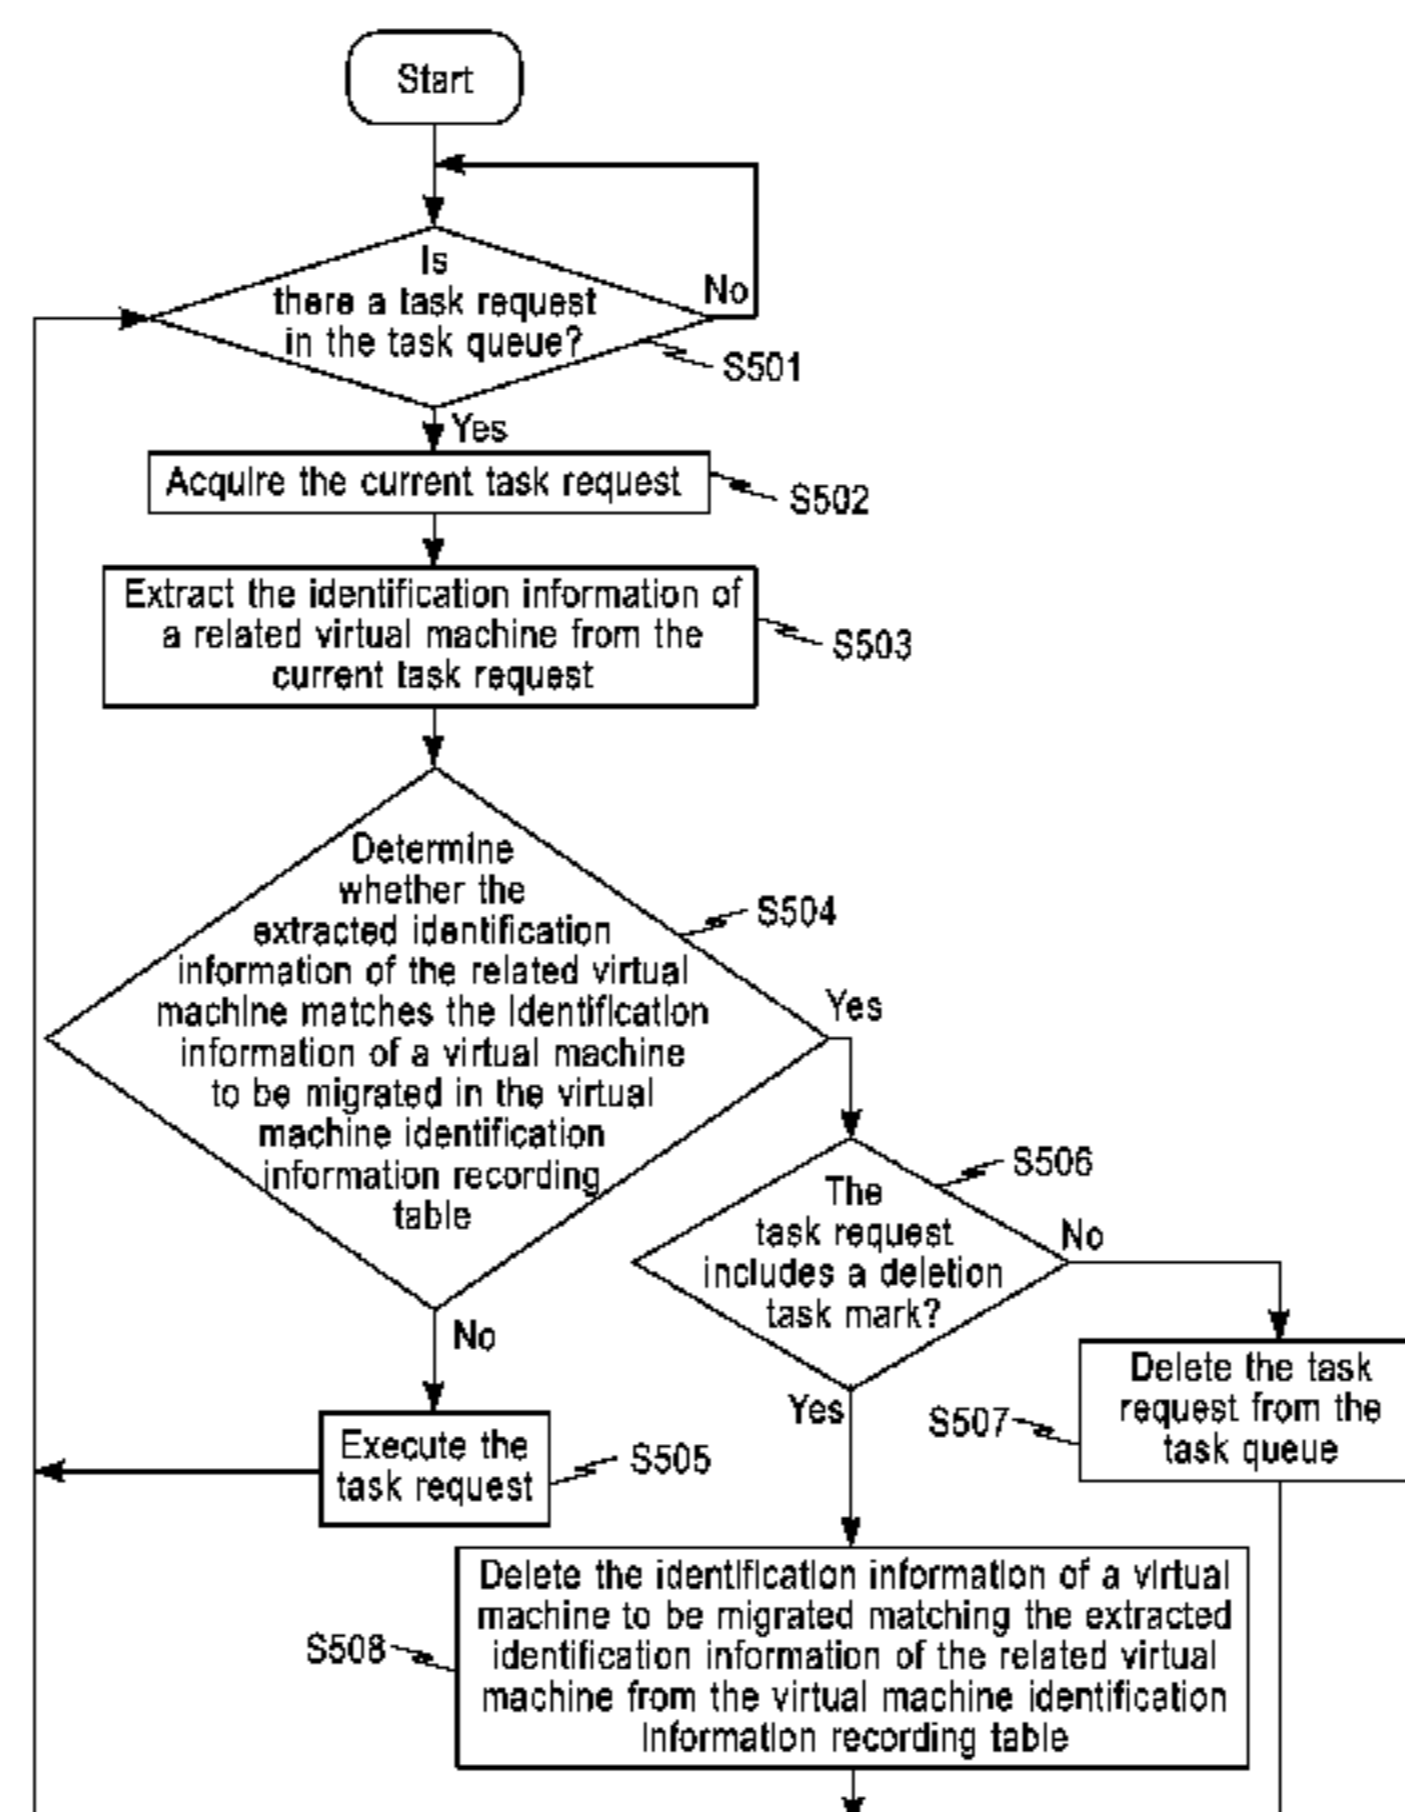 Start
Is
there a task request
in the task queue?
No
S501
Yes
Acquire the current task request
S502
Extract the identification information of
a related virtual machine from the
current task request
S503
Determine
whether the
extracted identification
information of the related virtual
machine matches the identification
information of a virtual machine
to be migrated in the virtual
machine identification
information recording
table
S504
Yes
No
The
task request
includes a deletion
task mark?
S506
No
Yes
Execute the
task request
S505
Delete the task
request from the
task queue
S507
Delete the identification information of a virtual
machine to be migrated matching the extracted
identification information of the related virtual
machine from the virtual machine identification
information recording table
S508